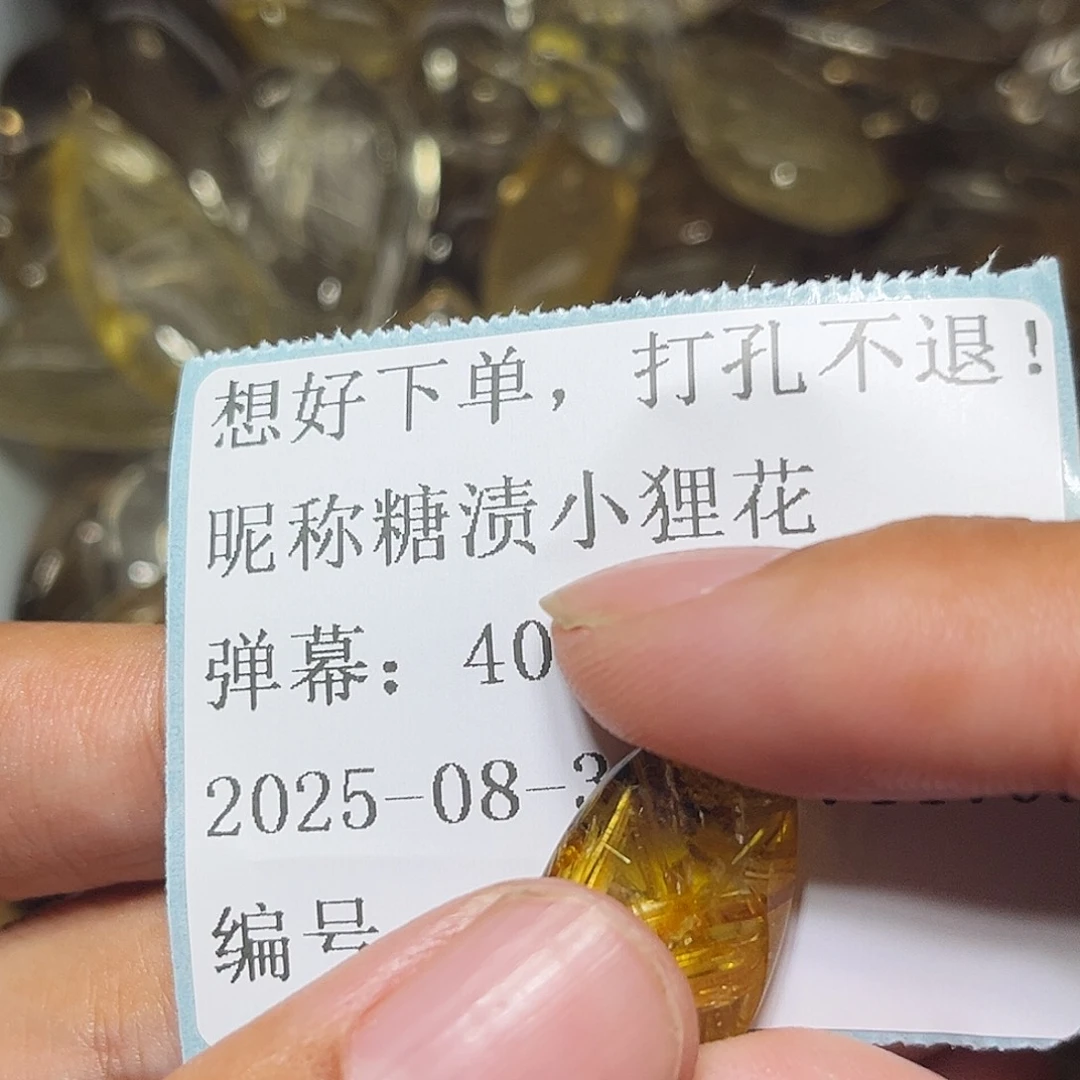 想好下单，打孔不退！
昵称糖渍小狸花
弹幕：40
2025-08-3
编号